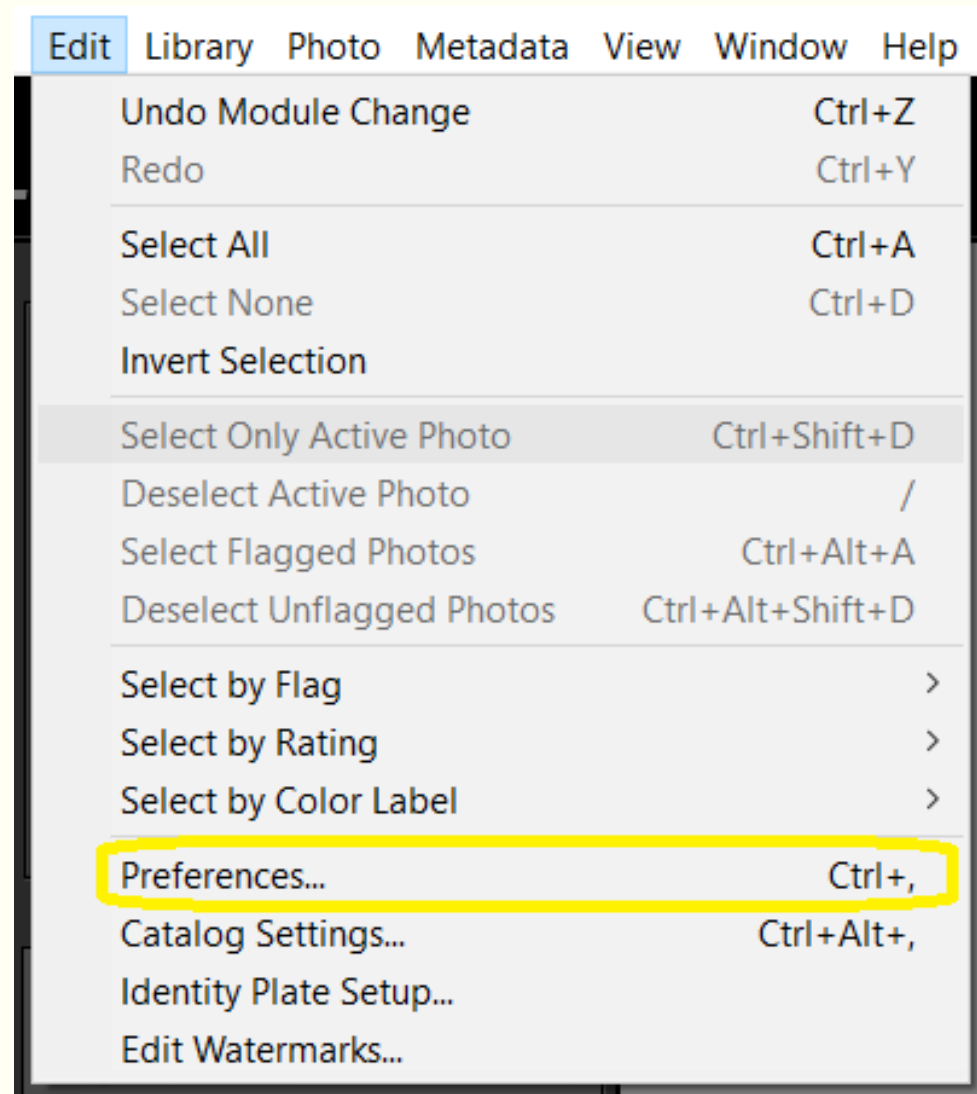 Edit Library Photo Metadata View Window Help
Undo Module Change Ctrl+Z
Redo Ctrl+Y
Select All Ctrl+A
Select None Ctrl+D
Invert Selection
Select Only Active Photo Ctrl+Shift+D
Deselect Active Photo /
Select Flagged Photos Ctrl+Alt+A
Deselect Unflagged Photos Ctrl+Alt+Shift+D
Select by Flag >
Select by Rating >
Select by Color Label >
Preferences... Ctrl+,
Catalog Settings... Ctrl+Alt+,
Identity Plate Setup...
Edit Watermarks...